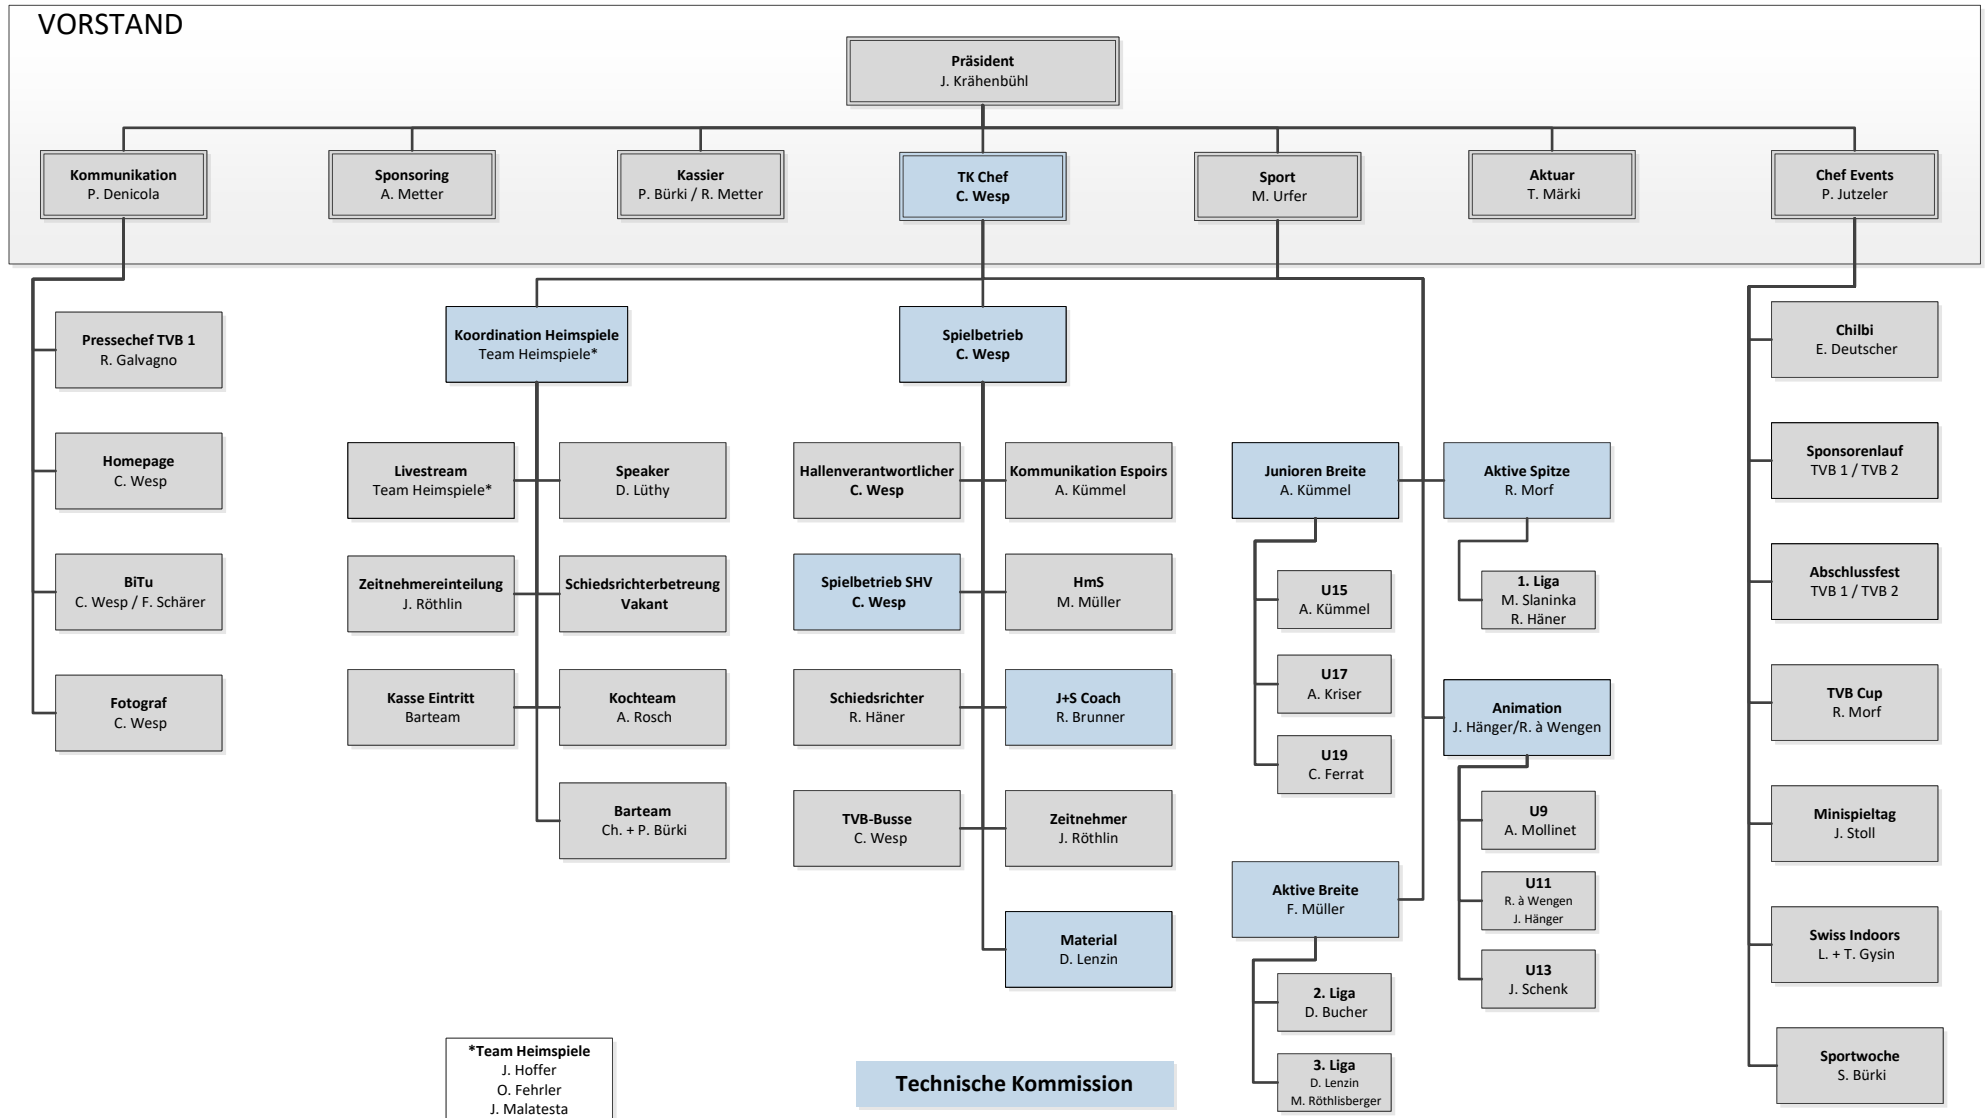 VORSTAND
Präsident
J. Krähenbühl
Kommunikation
P. Denicola
Sponsoring
A. Metter
Kassier
P. Bürki / R. Metter
TK Chef
C. Wesp
Sport
M. Urfer
Aktuar
T. Märki
Chef Events
P. Jutzeler
Pressechef TVB 1
R. Galvagno
Homepage
C. Wesp
BiTu
C. Wesp / F. Schärer
Fotograf
C. Wesp
Koordination Heimspiele
Team Heimspiele*
Livestream
Team Heimspiele*
Speaker
D. Lüthy
Zeitnehmereinteilung
J. Röthlin
Schiedsrichterbetreung
Vakant
Kasse Eintritt
Barteam
Kochteam
A. Rosch
Barteam
Ch. + P. Bürki
Spielbetrieb
C. Wesp
Hallenverantwortlicher
C. Wesp
Kommunikation Espoirs
A. Kümmel
Spielbetrieb SHV
C. Wesp
HmS
M. Müller
Schiedsrichter
R. Häner
J+S Coach
R. Brunner
TVB-Busse
C. Wesp
Zeitnehmer
J. Röthlin
Material
D. Lenzin
Junioren Breite
A. Kümmel
U15
A. Kümmel
U17
A. Kriser
U19
C. Ferrat
Aktive Spitze
R. Morf
1. Liga
M. Slaninka
R. Häner
Animation
J. Hänger/R. à Wengen
U9
A. Mollinet
U11
R. à Wengen
J. Hänger
U13
J. Schenk
Aktive Breite
F. Müller
2. Liga
D. Bucher
3. Liga
D. Lenzin
M. Röthlisberger
Chilbi
E. Deutscher
Sponsorenlauf
TVB 1 / TVB 2
Abschlussfest
TVB 1 / TVB 2
TVB Cup
R. Morf
Minispieltag
J. Stoll
Swiss Indoors
L. + T. Gysin
Sportwoche
S. Bürki
*Team Heimspiele
J. Hoffer
O. Fehrler
J. Malatesta
Technische Kommission